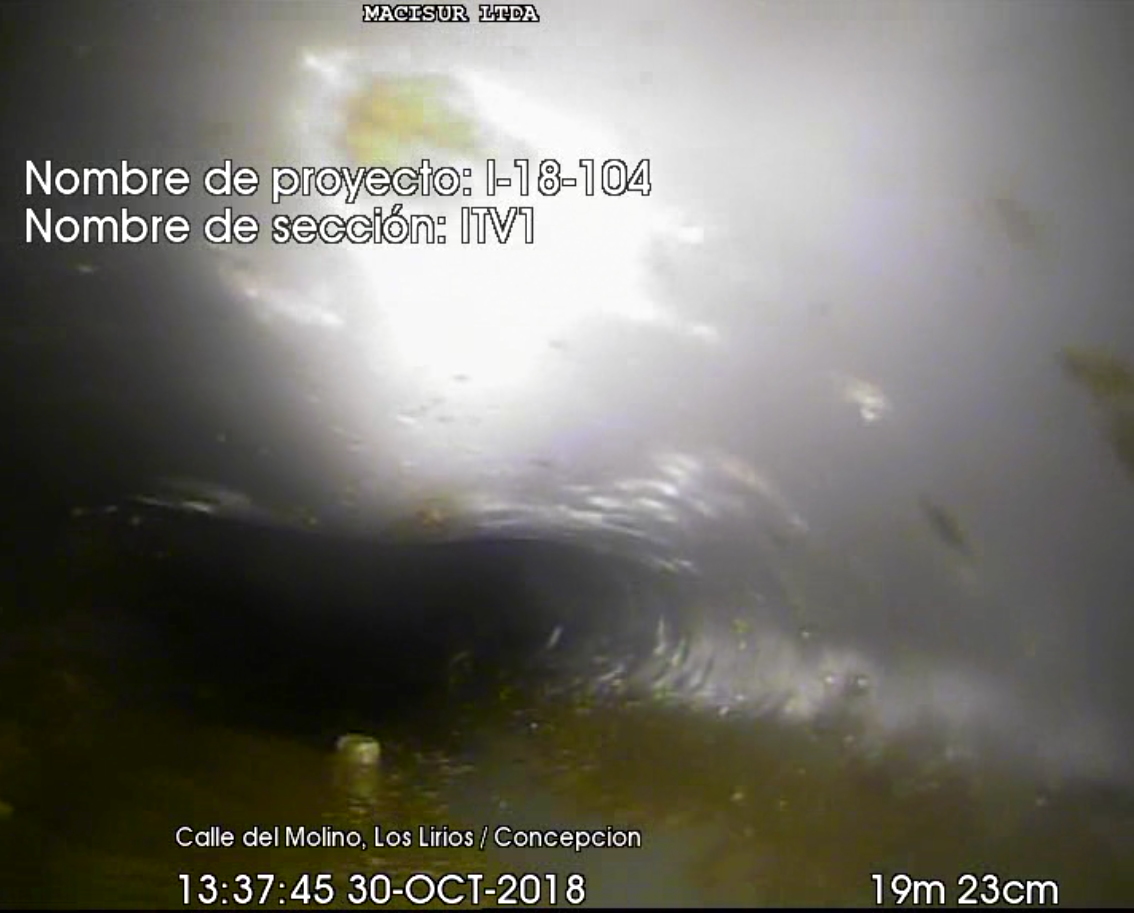 MACISUR LTDA
Nombre de proyecto: I-18-104
Nombre de sección: ITV1
Calle del Molino, Los Lirios / Concepcion
13:37:45 30-OCT-2018 19m 23cm